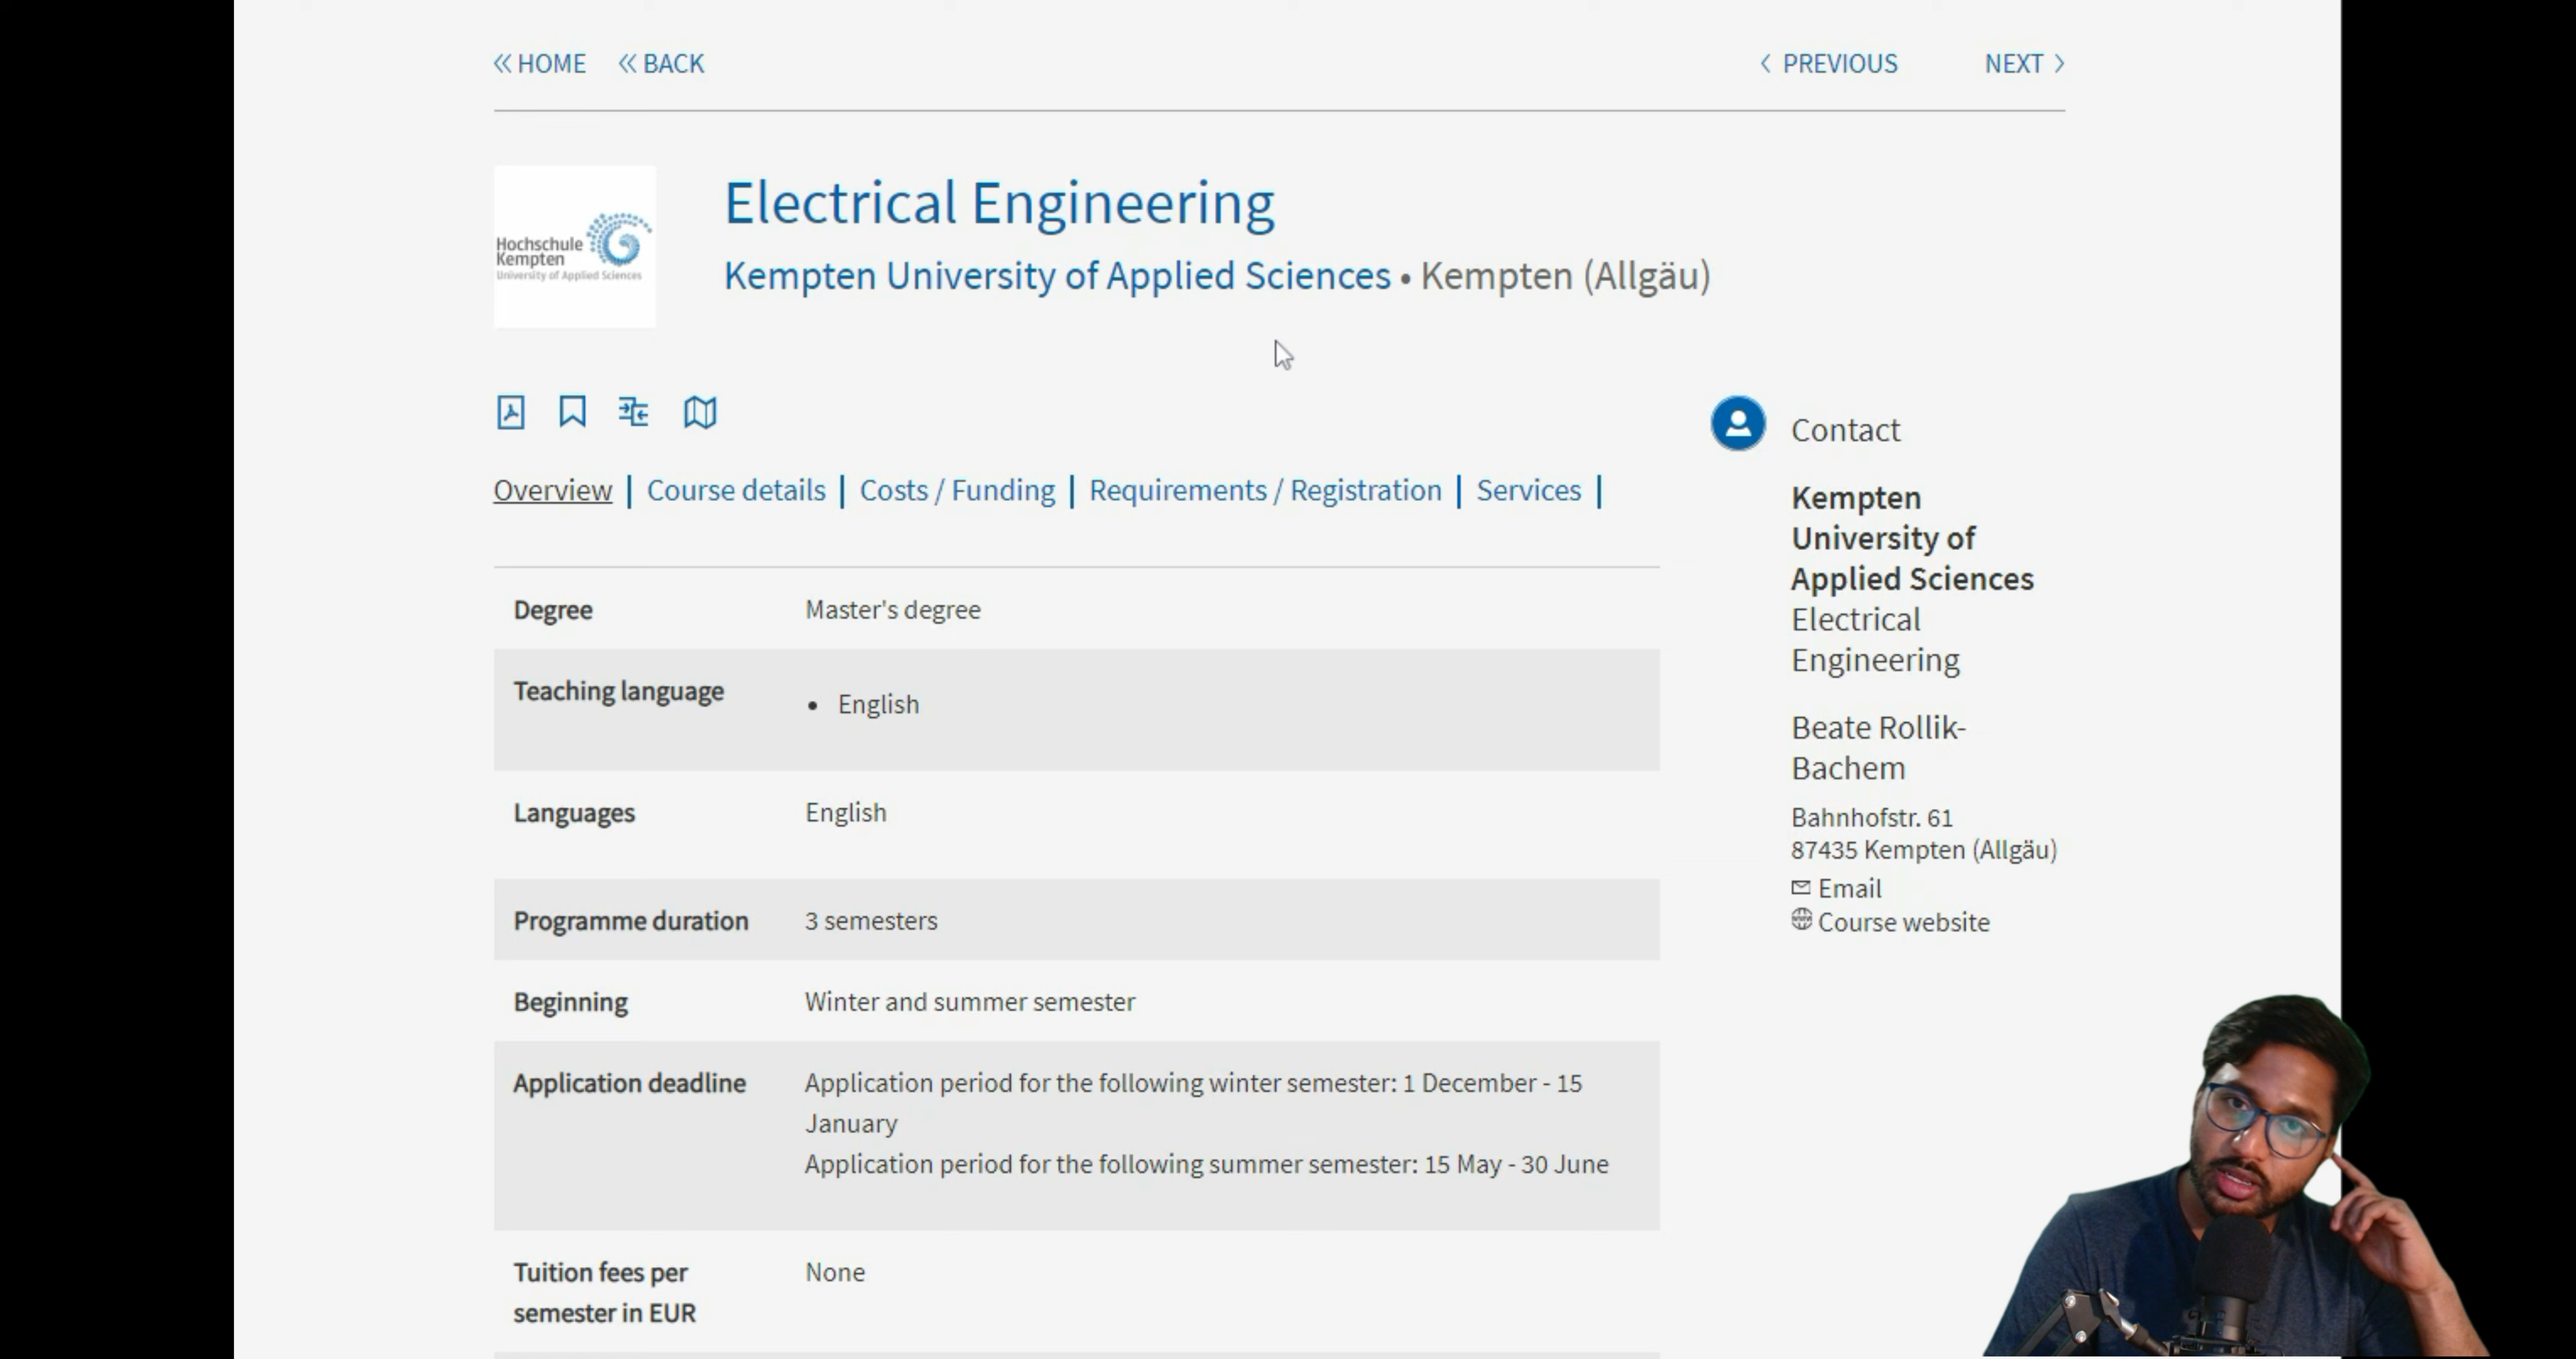 « HOME « BACK < PREVIOUS NEXT >
Hochschule
Kempten
University of Applied Sciences
Electrical Engineering
Kempten University of Applied Sciences • Kempten (Allgäu)
Overview | Course details | Costs / Funding | Requirements / Registration | Services |
Degree Master's degree
Teaching language • English
Languages English
Programme duration 3 semesters
Beginning Winter and summer semester
Application deadline Application period for the following winter semester: 1 December - 15
January
Application period for the following summer semester: 15 May - 30 June
Tuition fees per None
semester in EUR
Contact
Kempten
University of
Applied Sciences
Electrical
Engineering
Beate Rollik-
Bachem
Bahnhofstr. 61
87435 Kempten (Allgäu)
Email
Course website